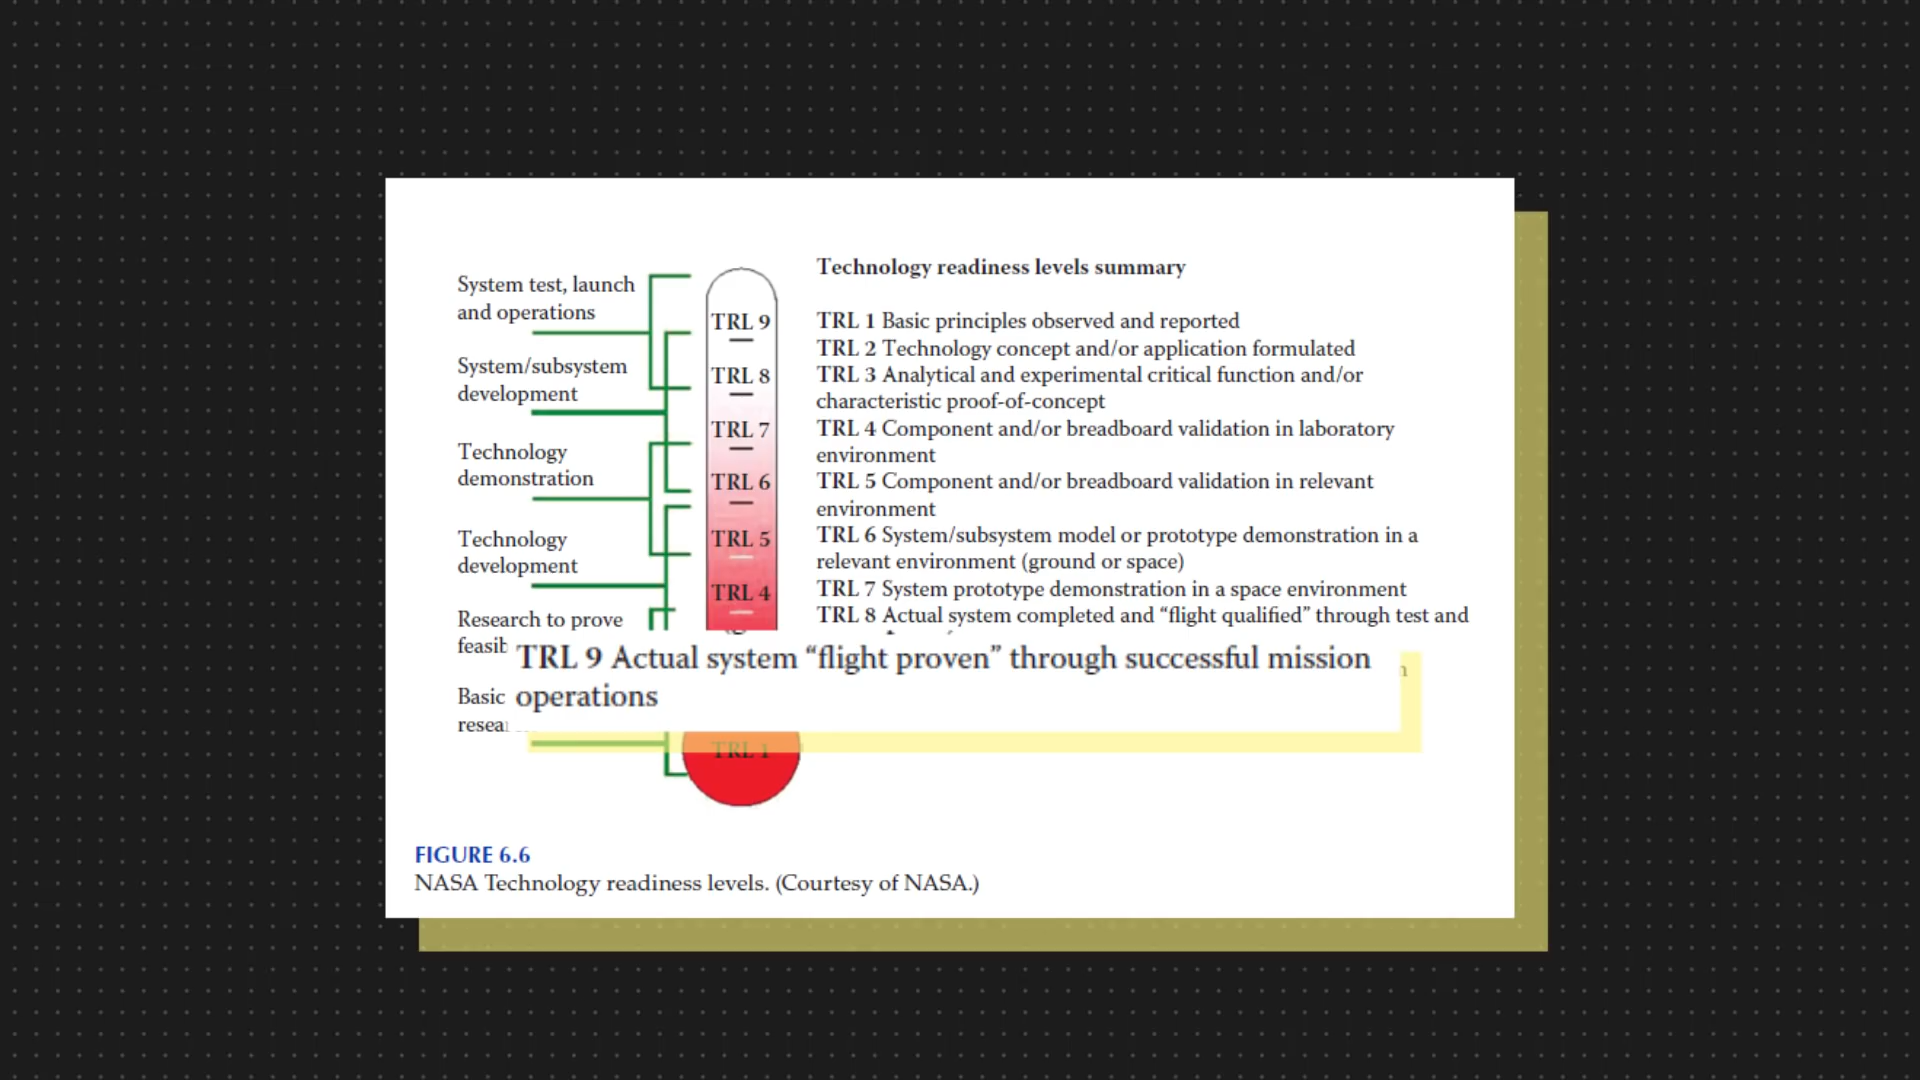 System test, launch
and operations
System/subsystem
development
Technology
demonstration
Technology
development
Research to prove
Basic
TRL 9
TRL 8
TRL 7
TRL 6
TRL 5
TRL 4
TRL 1
Technology readiness levels summary
TRL 1 Basic principles observed and reported
TRL 2 Technology concept and/or application formulated
TRL 3 Analytical and experimental critical function and/or
characteristic proof-of-concept
TRL 4 Component and/or breadboard validation in laboratory
environment
TRL 5 Component and/or breadboard validation in relevant
environment
TRL 6 System/subsystem model or prototype demonstration in a
relevant environment (ground or space)
TRL 7 System prototype demonstration in a space environment
TRL 8 Actual system completed and “flight qualified” through test and
TRL 9 Actual system “flight proven” through successful mission
operations
FIGURE 6.6
NASA Technology readiness levels. (Courtesy of NASA.)